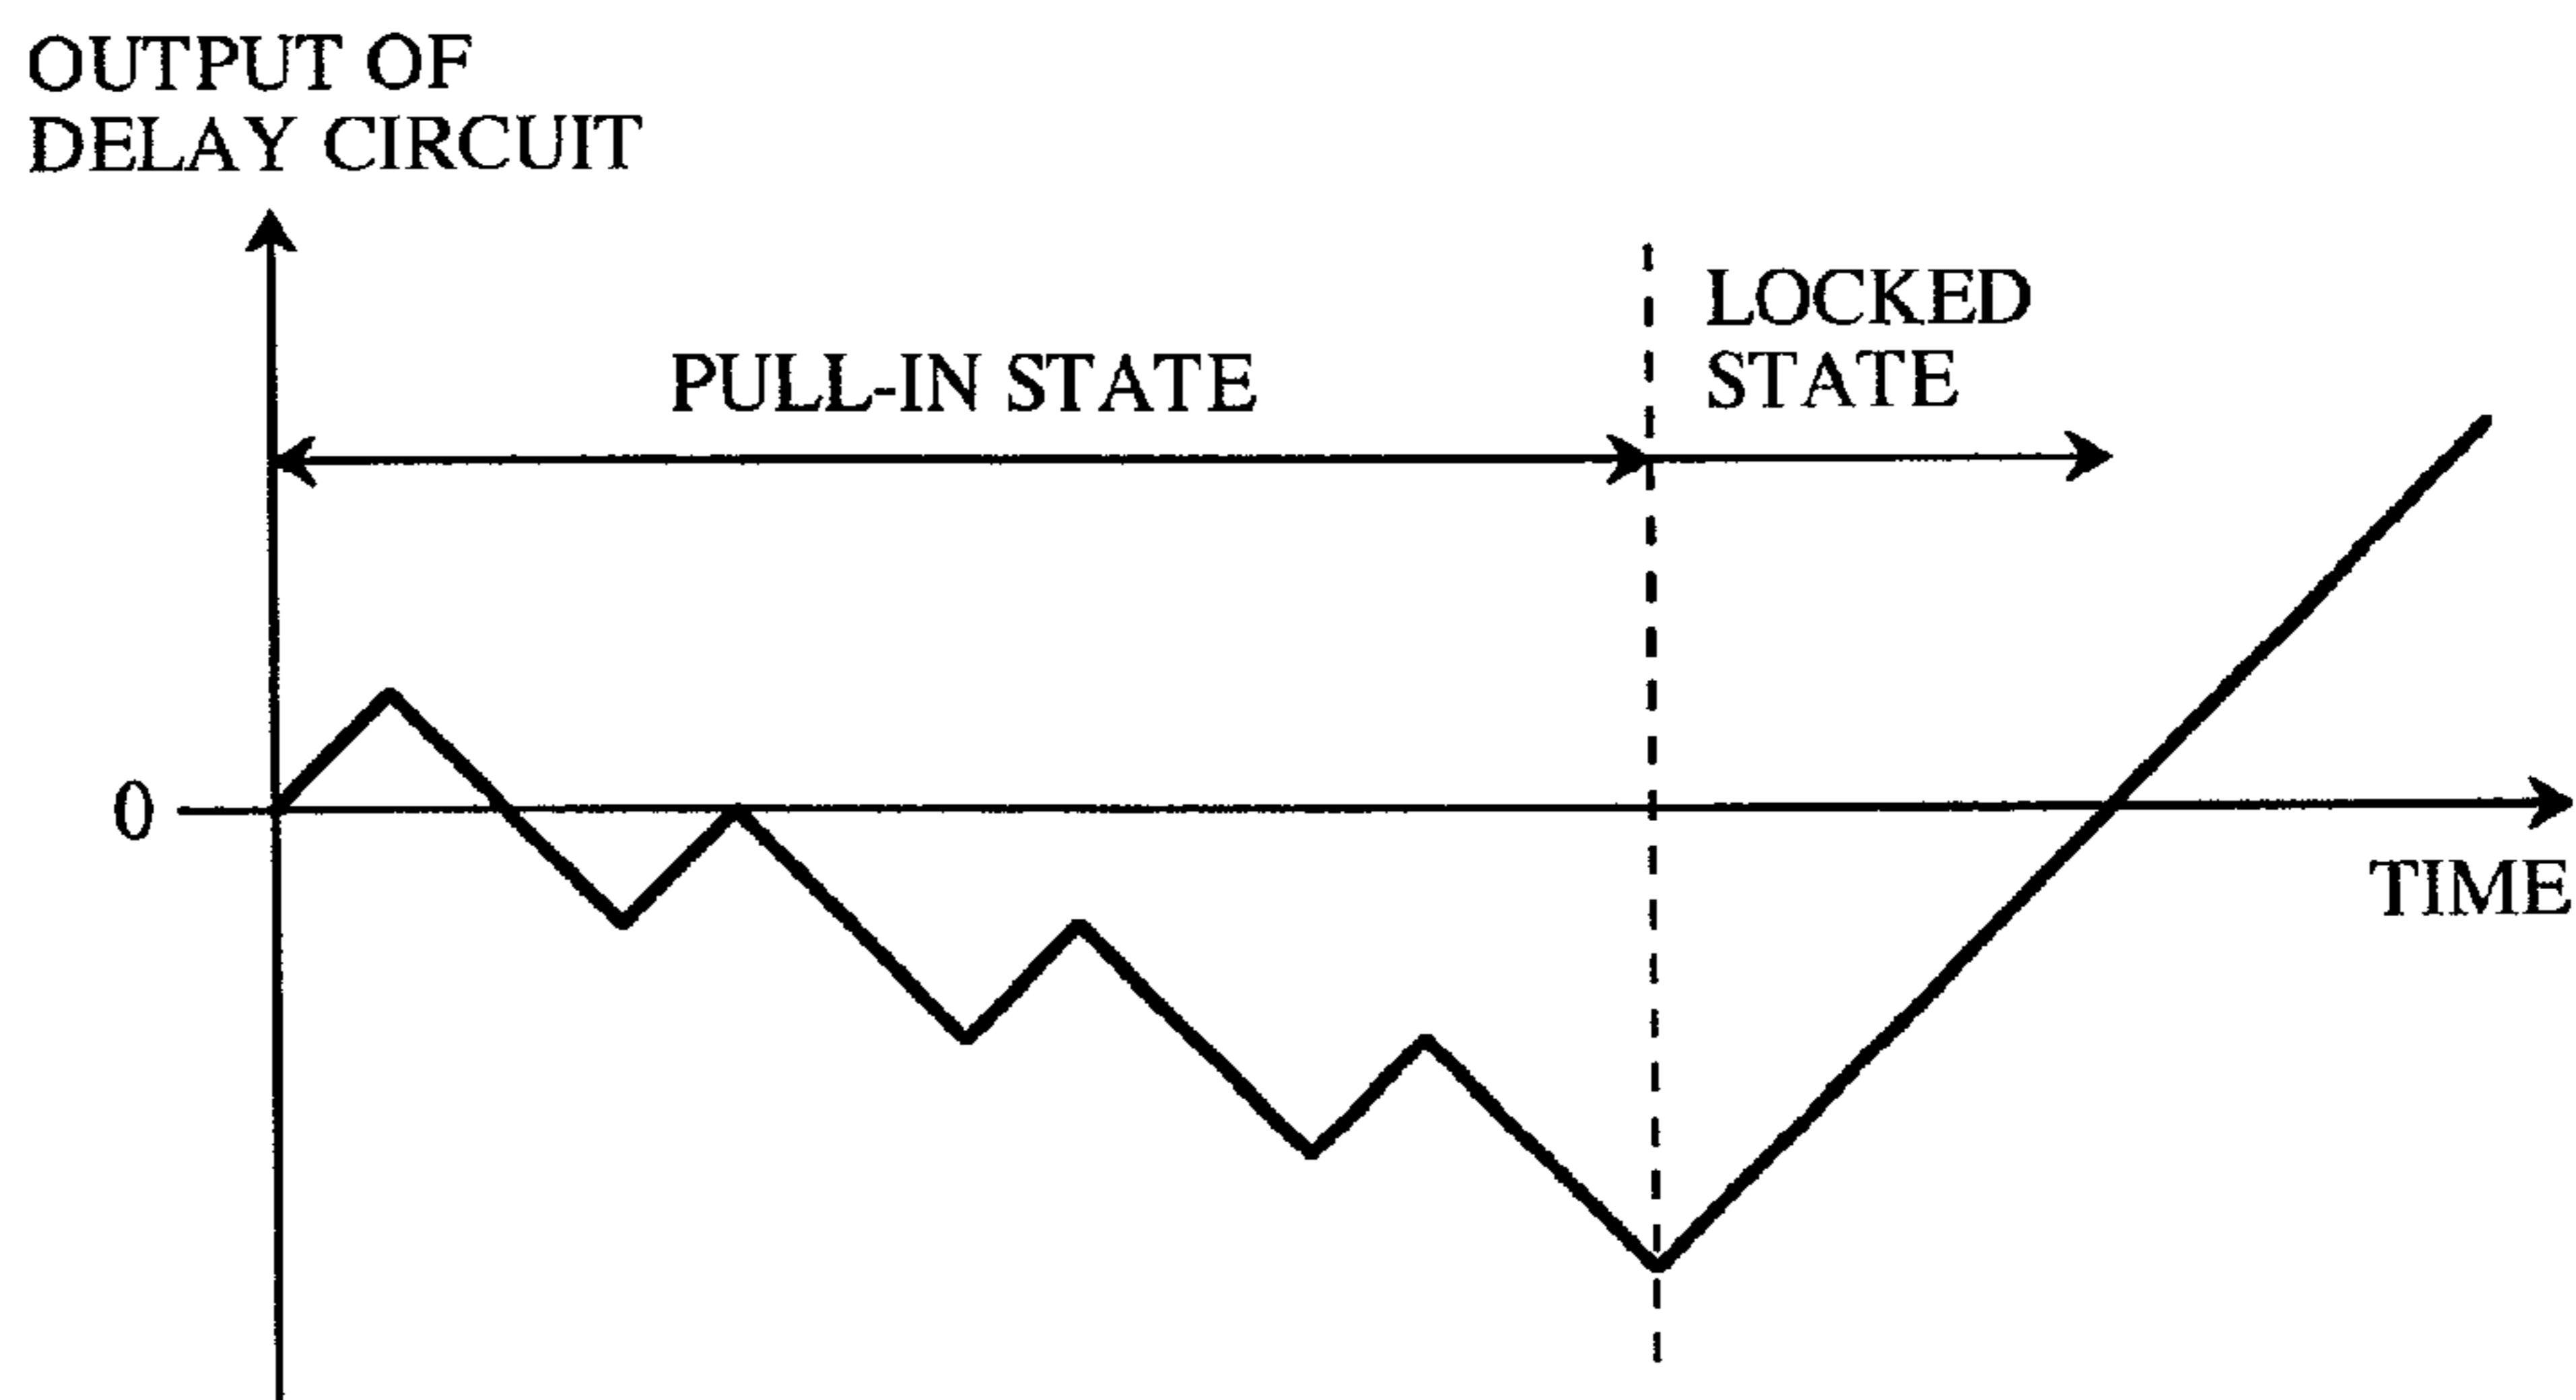 OUTPUT OF
DELAY CIRCUIT
LOCKED
STATE
PULL-IN STATE
0
TIME